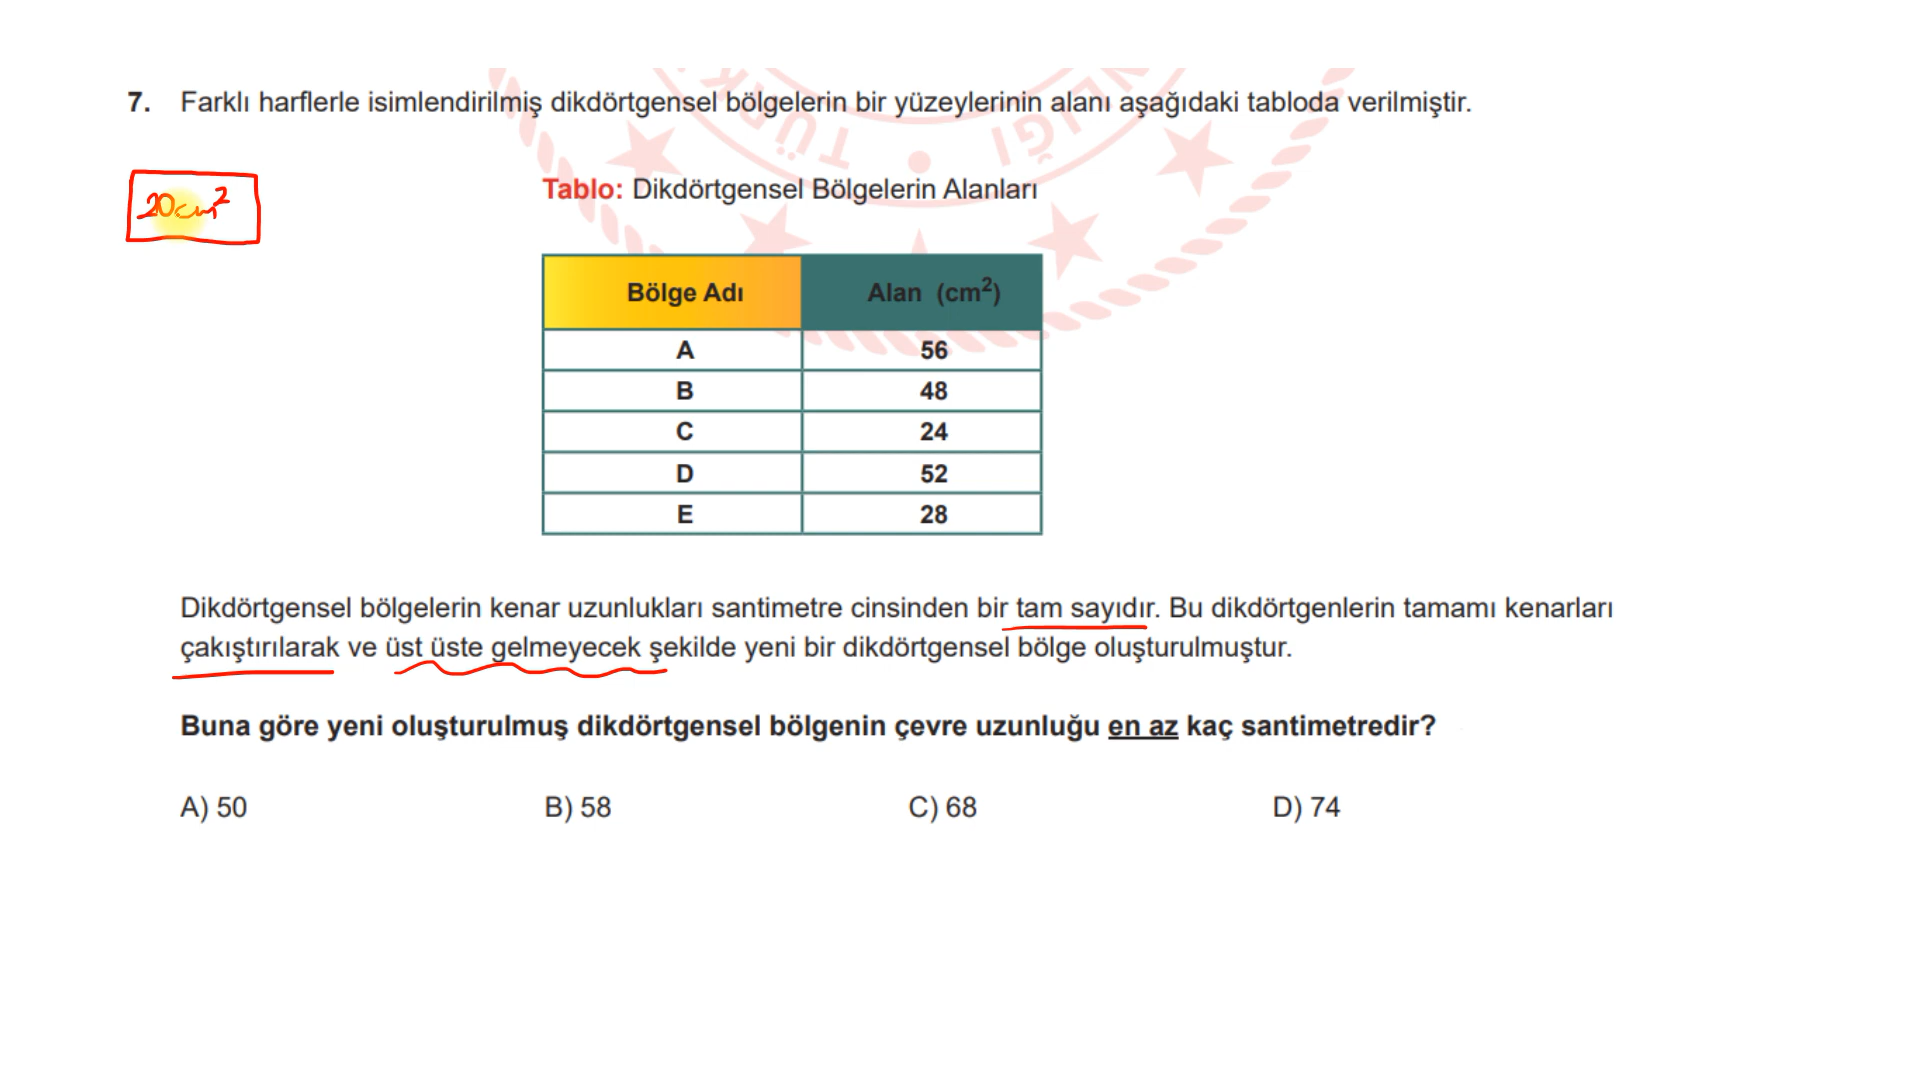 7. Farklı harflerle isimlendirilmiş dikdörtgensel bölgelerin bir yüzeylerinin alanı aşağıdaki tabloda verilmiştir.
20cm²
TÜRK
LIĞI
Tablo: Dikdörtgensel Bölgelerin Alanları
Bölge Adı Alan (cm²)
A 56
B 48
C 24
D 52
E 28
Dikdörtgensel bölgelerin kenar uzunlukları santimetre cinsinden bir tam sayıdır. Bu dikdörtgenlerin tamamı kenarları
çakıştırılarak ve üst üste gelmeyecek şekilde yeni bir dikdörtgensel bölge oluşturulmuştur.
Buna göre yeni oluşturulmuş dikdörtgensel bölgenin çevre uzunluğu en az kaç santimetredir?
A) 50 B) 58 C) 68 D) 74